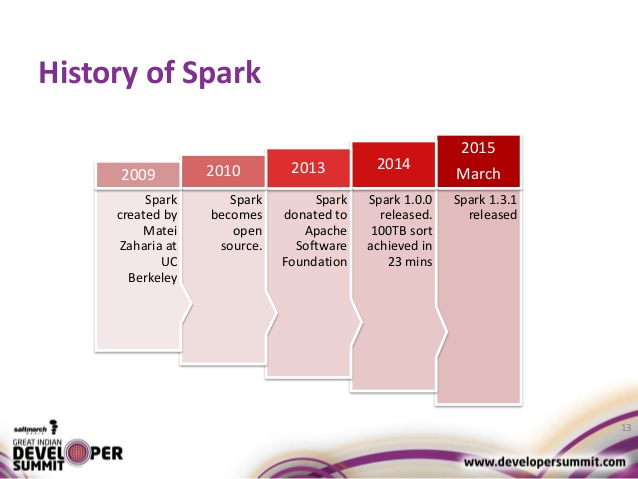 History of Spark
2009
Spark
created by
Matei
Zaharia at
UC
Berkeley
2010
Spark
becomes
open
source.
2013
Spark
donated to
Apache
Software
Foundation
2014
Spark 1.0.0
released.
100TB sort
achieved in
23 mins
2015
March
Spark 1.3.1
released
13
saltmarch
MEDIA
GREAT INDIAN
DEVELOPER
SUMMIT
www.developersummit.com